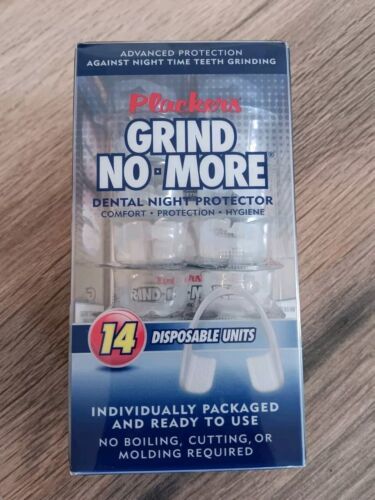 ADVANCED PROTECTION
AGAINST NIGHT TIME TEETH GRINDING
Plackers
GRIND
NO•MORE®
DENTAL NIGHT PROTECTOR
COMFORT • PROTECTION • HYGIENE
14 DISPOSABLE UNITS
INDIVIDUALLY PACKAGED
AND READY TO USE
NO BOILING, CUTTING, OR
MOLDING REQUIRED